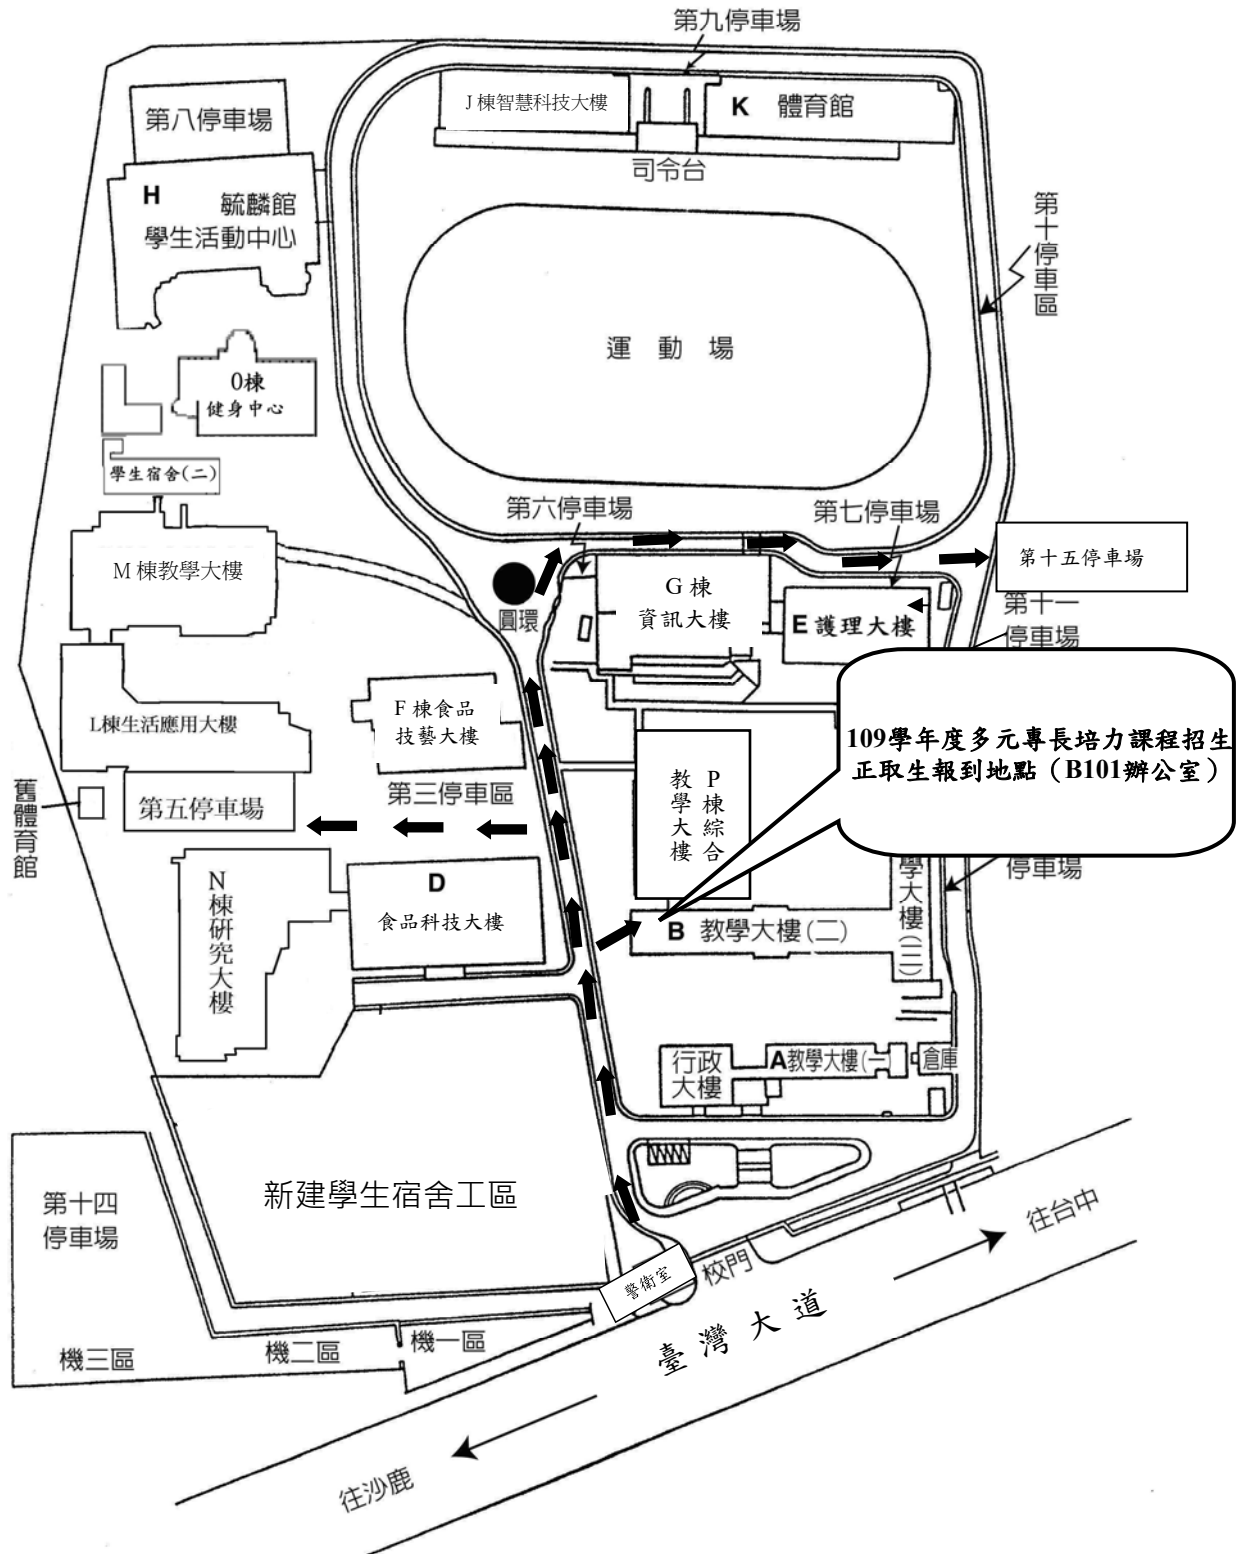 第九停車場
J棟智慧科技大樓
K 體育館
第八停車場
司令台
H 毓麟館
學生活動中心
第十停車區
運動場
O棟
健身中心
學生宿舍(二)
第六停車場
第七停車場
M棟教學大樓
G棟
資訊大樓
第十五停車場
圓環
E護理大樓
第十一
停車場
L棟生活應用大樓
F棟食品
技藝大樓
109學年度多元專長培力課程招生
正取生報到地點（B101辦公室）
舊體育館
第五停車場
第三停車區
P棟綜合
教學大樓
停車場
學大樓(三)
N棟研究大樓
D
食品科技大樓
B 教學大樓(二)
行政
大樓
A教學大樓(一)
倉庫
新建學生宿舍工區
第十四
停車場
往台中
校門
警衛室
臺灣大道
機一區
機二區
機三區
往沙鹿